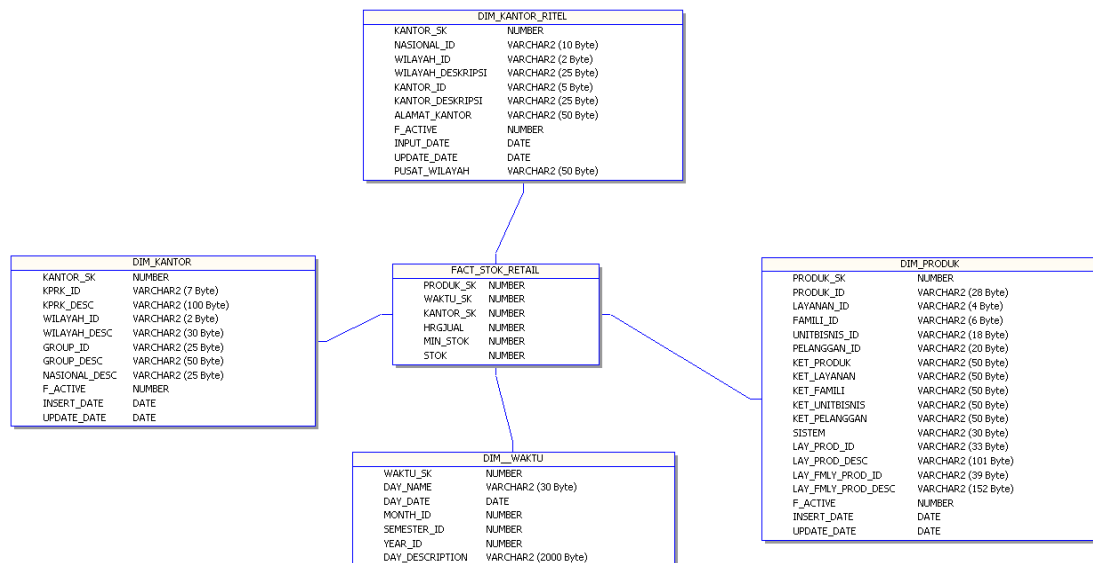 DIM_KANTOR_RITEL
KANTOR_SK NUMBER
NASIONAL_ID VARCHAR2 (10 Byte)
WILAYAH_ID VARCHAR2 (2 Byte)
WILAYAH_DESKRIPSI VARCHAR2 (25 Byte)
KANTOR_ID VARCHAR2 (5 Byte)
KANTOR_DESKRIPSI VARCHAR2 (25 Byte)
ALAMAT_KANTOR VARCHAR2 (50 Byte)
F_ACTIVE NUMBER
INPUT_DATE DATE
UPDATE_DATE DATE
PUSAT_WILAYAH VARCHAR2 (50 Byte)
DIM_KANTOR
KANTOR_SK NUMBER
KPRK_ID VARCHAR2 (7 Byte)
KPRK_DESC VARCHAR2 (100 Byte)
WILAYAH_ID VARCHAR2 (2 Byte)
WILAYAH_DESC VARCHAR2 (30 Byte)
GROUP_ID VARCHAR2 (25 Byte)
GROUP_DESC VARCHAR2 (50 Byte)
NASIONAL_DESC VARCHAR2 (25 Byte)
F_ACTIVE NUMBER
INSERT_DATE DATE
UPDATE_DATE DATE
FACT_STOK_RETAIL
PRODUK_SK NUMBER
WAKTU_SK NUMBER
KANTOR_SK NUMBER
HRGJUAL NUMBER
MIN_STOK NUMBER
STOK NUMBER
DIM_PRODUK
PRODUK_SK NUMBER
PRODUK_ID VARCHAR2 (28 Byte)
LAYANAN_ID VARCHAR2 (4 Byte)
FAMILI_ID VARCHAR2 (6 Byte)
UNITBISNIS_ID VARCHAR2 (18 Byte)
PELANGGAN_ID VARCHAR2 (20 Byte)
KET_PRODUK VARCHAR2 (50 Byte)
KET_LAYANAN VARCHAR2 (50 Byte)
KET_FAMILI VARCHAR2 (50 Byte)
KET_UNITBISNIS VARCHAR2 (50 Byte)
KET_PELANGGAN VARCHAR2 (50 Byte)
SISTEM VARCHAR2 (30 Byte)
LAY_PROD_ID VARCHAR2 (33 Byte)
LAY_PROD_DESC VARCHAR2 (101 Byte)
LAY_FMLY_PROD_ID VARCHAR2 (39 Byte)
LAY_FMLY_PROD_DESC VARCHAR2 (152 Byte)
F_ACTIVE NUMBER
INSERT_DATE DATE
UPDATE_DATE DATE
DIM__WAKTU
WAKTU_SK NUMBER
DAY_NAME VARCHAR2 (30 Byte)
DAY_DATE DATE
MONTH_ID NUMBER
SEMESTER_ID NUMBER
YEAR_ID NUMBER
DAY_DESCRIPTION VARCHAR2 (2000 Byte)